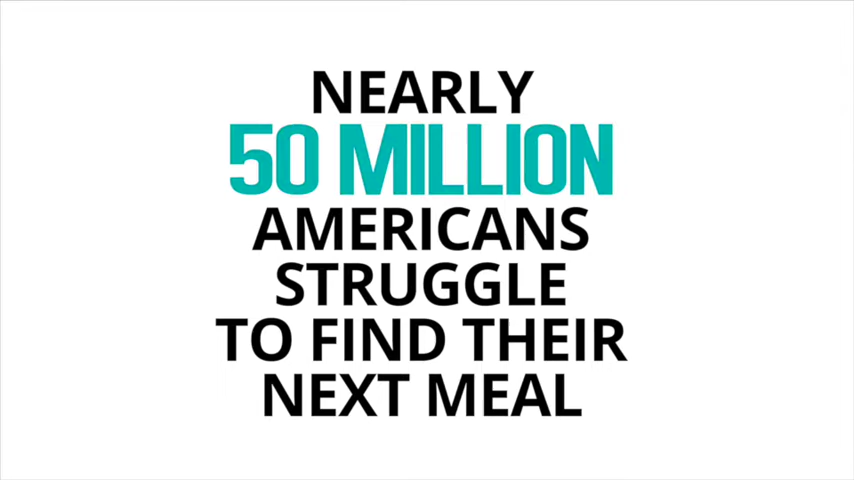 NEARLY
50 MILLION
AMERICANS
STRUGGLE
TO FIND THEIR
NEXT MEAL